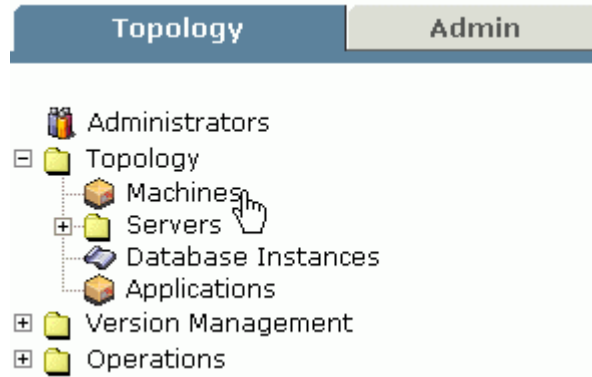 Topology Admin
Administrators
Topology
Machines
Servers
Database Instances
Applications
Version Management
Operations